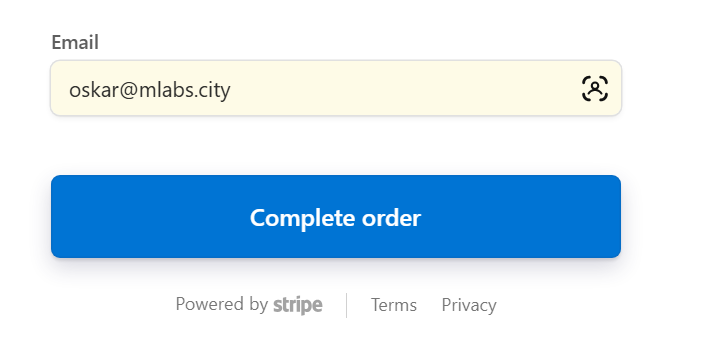 Email
oskar@mlabs.city
Complete order
Powered by stripe Terms Privacy